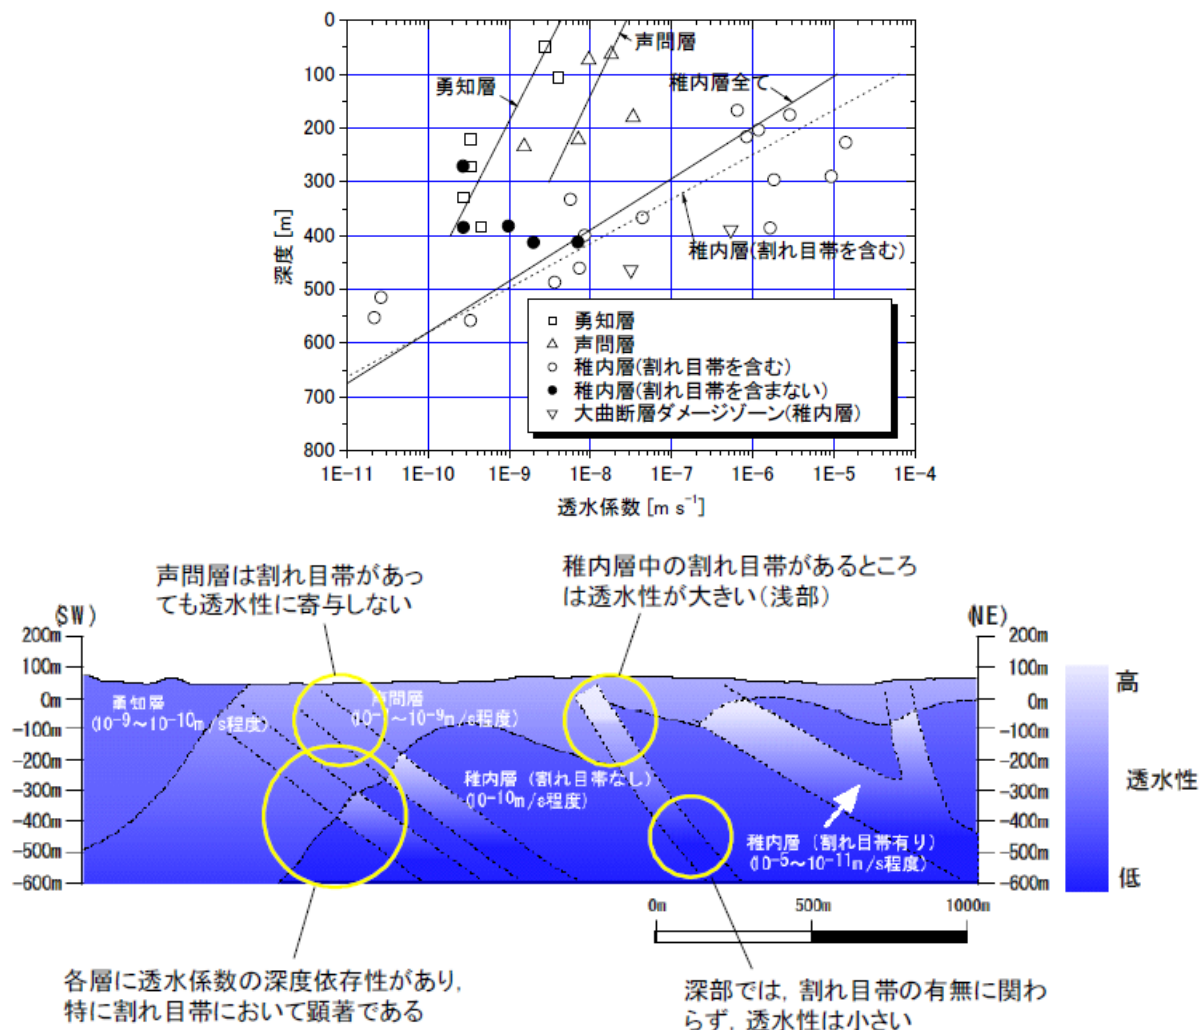 0
100
200
300
400
500
600
700
800
深度 [m]
1E-11 1E-10 1E-9 1E-8 1E-7 1E-6 1E-5 1E-4
透水係数 [m s⁻¹]
声問層
勇知層
稚内層全て
稚内層(割れ目帯を含む)
□ 勇知層
△ 声問層
○ 稚内層(割れ目帯を含む)
● 稚内層(割れ目帯を含まない)
▽ 大曲断層ダメージゾーン(稚内層)
声問層は割れ目帯があっ
ても透水性に寄与しない
稚内層中の割れ目帯があるところ
は透水性が大きい(浅部)
(SW)
(NE)
200m
100m
0m
-100m
-200m
-300m
-400m
-500m
-600m
勇知層
(10⁻⁹～10⁻¹⁰m/s程度)
声問層
～10⁻⁹m/s程度)
稚内層 (割れ目帯なし)
(10⁻¹⁰m/s程度)
稚内層 (割れ目帯有り)
(10⁻⁵～10⁻¹¹m/s程度)
200m
100m
0m
-100m
-200m
-300m
-400m
-500m
-600m
高
透水性
低
0m 500m 1000m
各層に透水係数の深度依存性があり,
特に割れ目帯において顕著である
深部では, 割れ目帯の有無に関わ
らず, 透水性は小さい